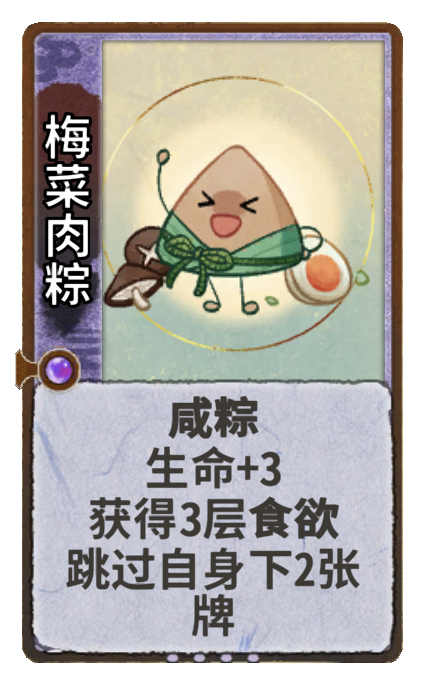 梅菜肉粽
咸粽
生命+3
获得3层食欲
跳过自身下2张
牌